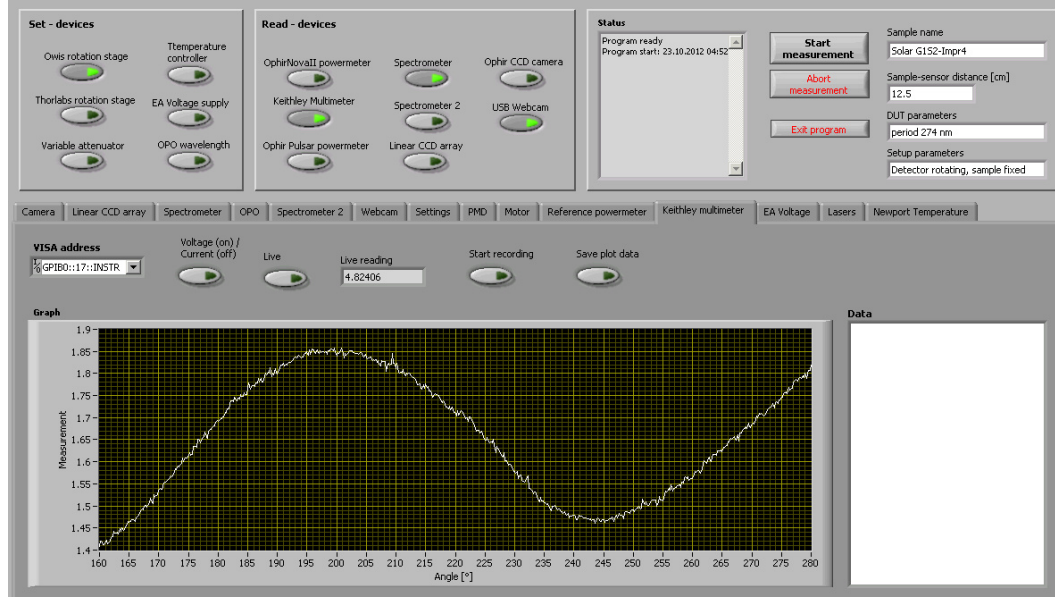 Set - devices
Owis rotation stage
Ttemperature
controller
Thorlabs rotation stage
EA Voltage supply
Variable attenuator
OPO wavelength
Read - devices
OphirNovaII powermeter
Spectrometer
Ophir CCD camera
Keithley Multimeter
Spectrometer 2
USB Webcam
Ophir Pulsar powermeter
Linear CCD array
Status
Program ready
Program start: 23.10.2012 04:52
Start
measurement
Abort
measurement
Exit program
Sample name
Solar G1S2-Impr4
Sample-sensor distance [cm]
12.5
DUT parameters
period 274 nm
Setup parameters
Detector rotating, sample fixed
Camera
Linear CCD array
Spectrometer
OPO
Spectrometer 2
Webcam
Settings
PMD
Motor
Reference powermeter
Keithley multimeter
EA Voltage
Lasers
Newport Temperature
VISA address
GPIB0::17::INSTR
Voltage (on) /
Current (off)
Live
Live reading
4.82406
Start recording
Save plot data
Graph
Data
1.9
1.85
1.8
1.75
1.7
1.65
1.6
1.55
1.5
1.45
1.4
Measurement
160 165 170 175 180 185 190 195 200 205 210 215 220 225 230 235 240 245 250 255 260 265 270 275 280
Angle [°]